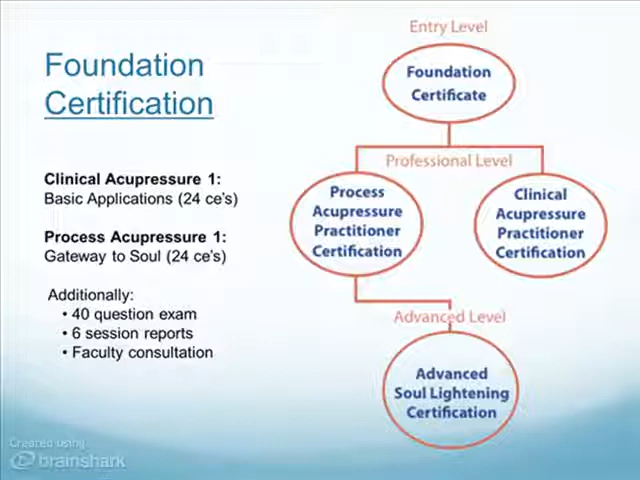 Foundation
Certification
Clinical Acupressure 1:
Basic Applications (24 ce's)
Process Acupressure 1:
Gateway to Soul (24 ce's)
Additionally:
• 40 question exam
• 6 session reports
• Faculty consultation
Entry Level
Foundation
Certificate
Professional Level
Process
Acupressure
Practitioner
Certification
Clinical
Acupressure
Practitioner
Certification
Advanced Level
Advanced
Soul Lightening
Certification
Created using
brainshark